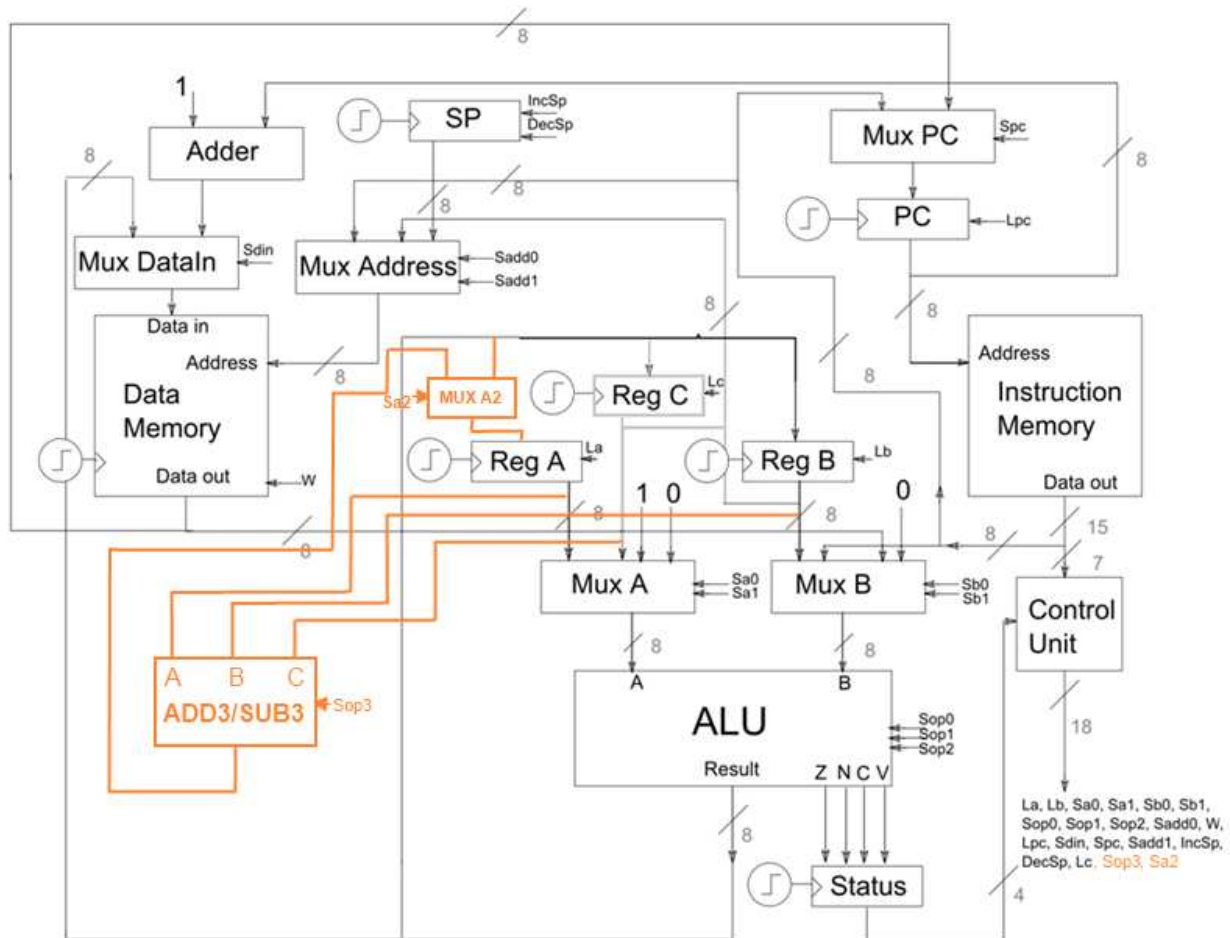 8
1
IncSp
SP
DecSp
Mux PC
Spc
Adder
8
8
8
8
PC
Lpc
Sdin
Mux DataIn
Mux Address
Sadd0
Sadd1
8
8
Data in
Address
8
8
8
Address
Data
Memory
Instruction
Memory
Sa2
MUX A2
Reg C
Lc
Reg A
La
Reg B
Lb
Data out
W
Data out
1 0
0
8
8
8
8
15
7
Mux A
Sa0
Sa1
Mux B
Sb0
Sb1
Control
Unit
8
8
A B C
ADD3/SUB3
Sop3
A
B
ALU
Sop0
Sop1
Sop2
18
Result
Z N C V
8
La, Lb, Sa0, Sa1, Sb0, Sb1,
Sop0, Sop1, Sop2, Sadd0, W,
Lpc, Sdin, Spc, Sadd1, IncSp,
DecSp, Lc, Sop3, Sa2
Status
4